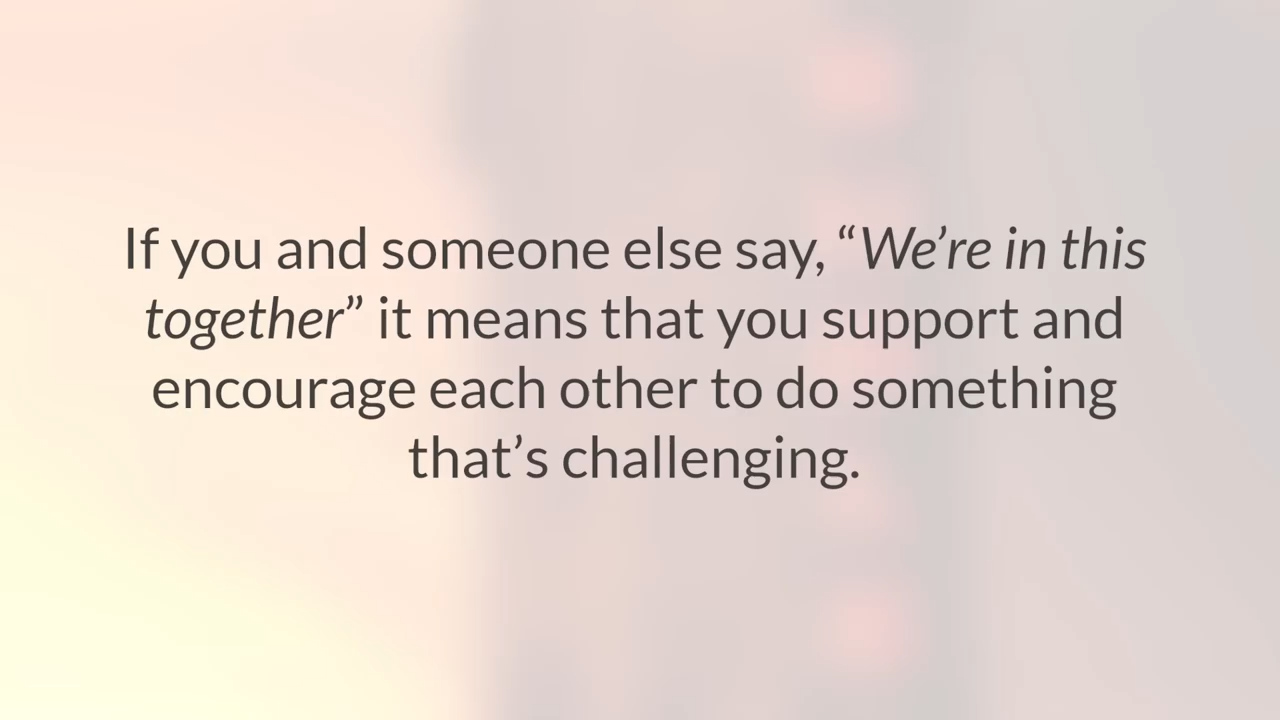 If you and someone else say, “We’re in this
together” it means that you support and
encourage each other to do something
that’s challenging.